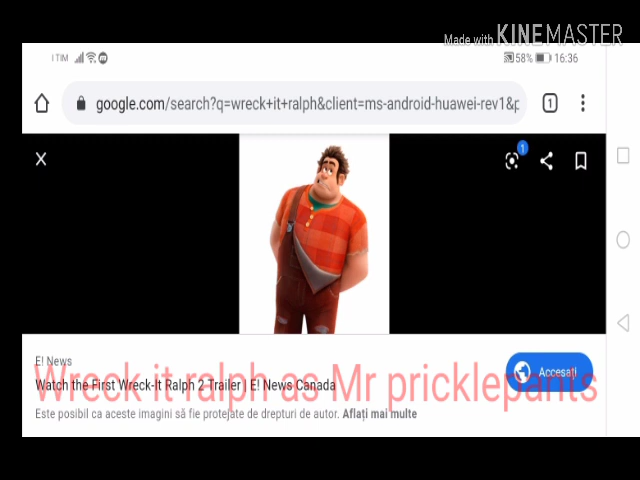 Made with KINEMASTER
I TIM 58% 16:36
google.com/search?q=wreck+it+ralph&client=ms-android-huawei-rev1&p
1
1
E! News
Watch the First Wreck-It Ralph 2 Trailer | E! News Canada
Accesați
Wreck it ralph as Mr pricklepants
Este posibil ca aceste imagini să fie protejate de drepturi de autor. Aflați mai multe